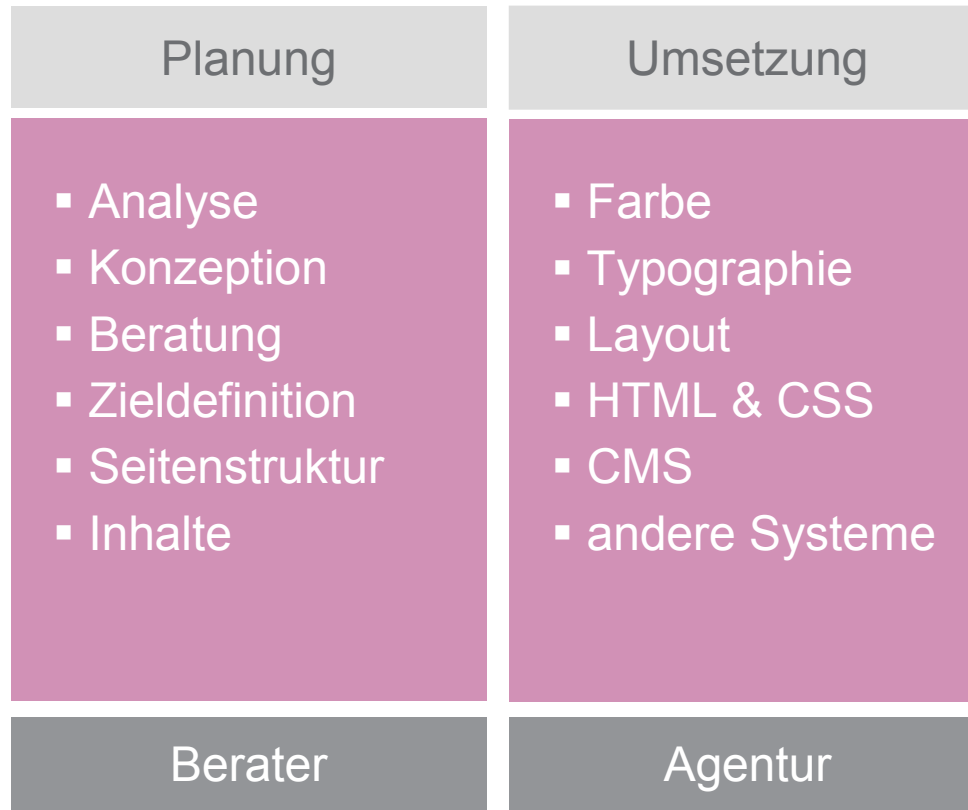 Planung
▪ Analyse
▪ Konzeption
▪ Beratung
▪ Zieldefinition
▪ Seitenstruktur
▪ Inhalte
Berater
Umsetzung
▪ Farbe
▪ Typographie
▪ Layout
▪ HTML & CSS
▪ CMS
▪ andere Systeme
Agentur